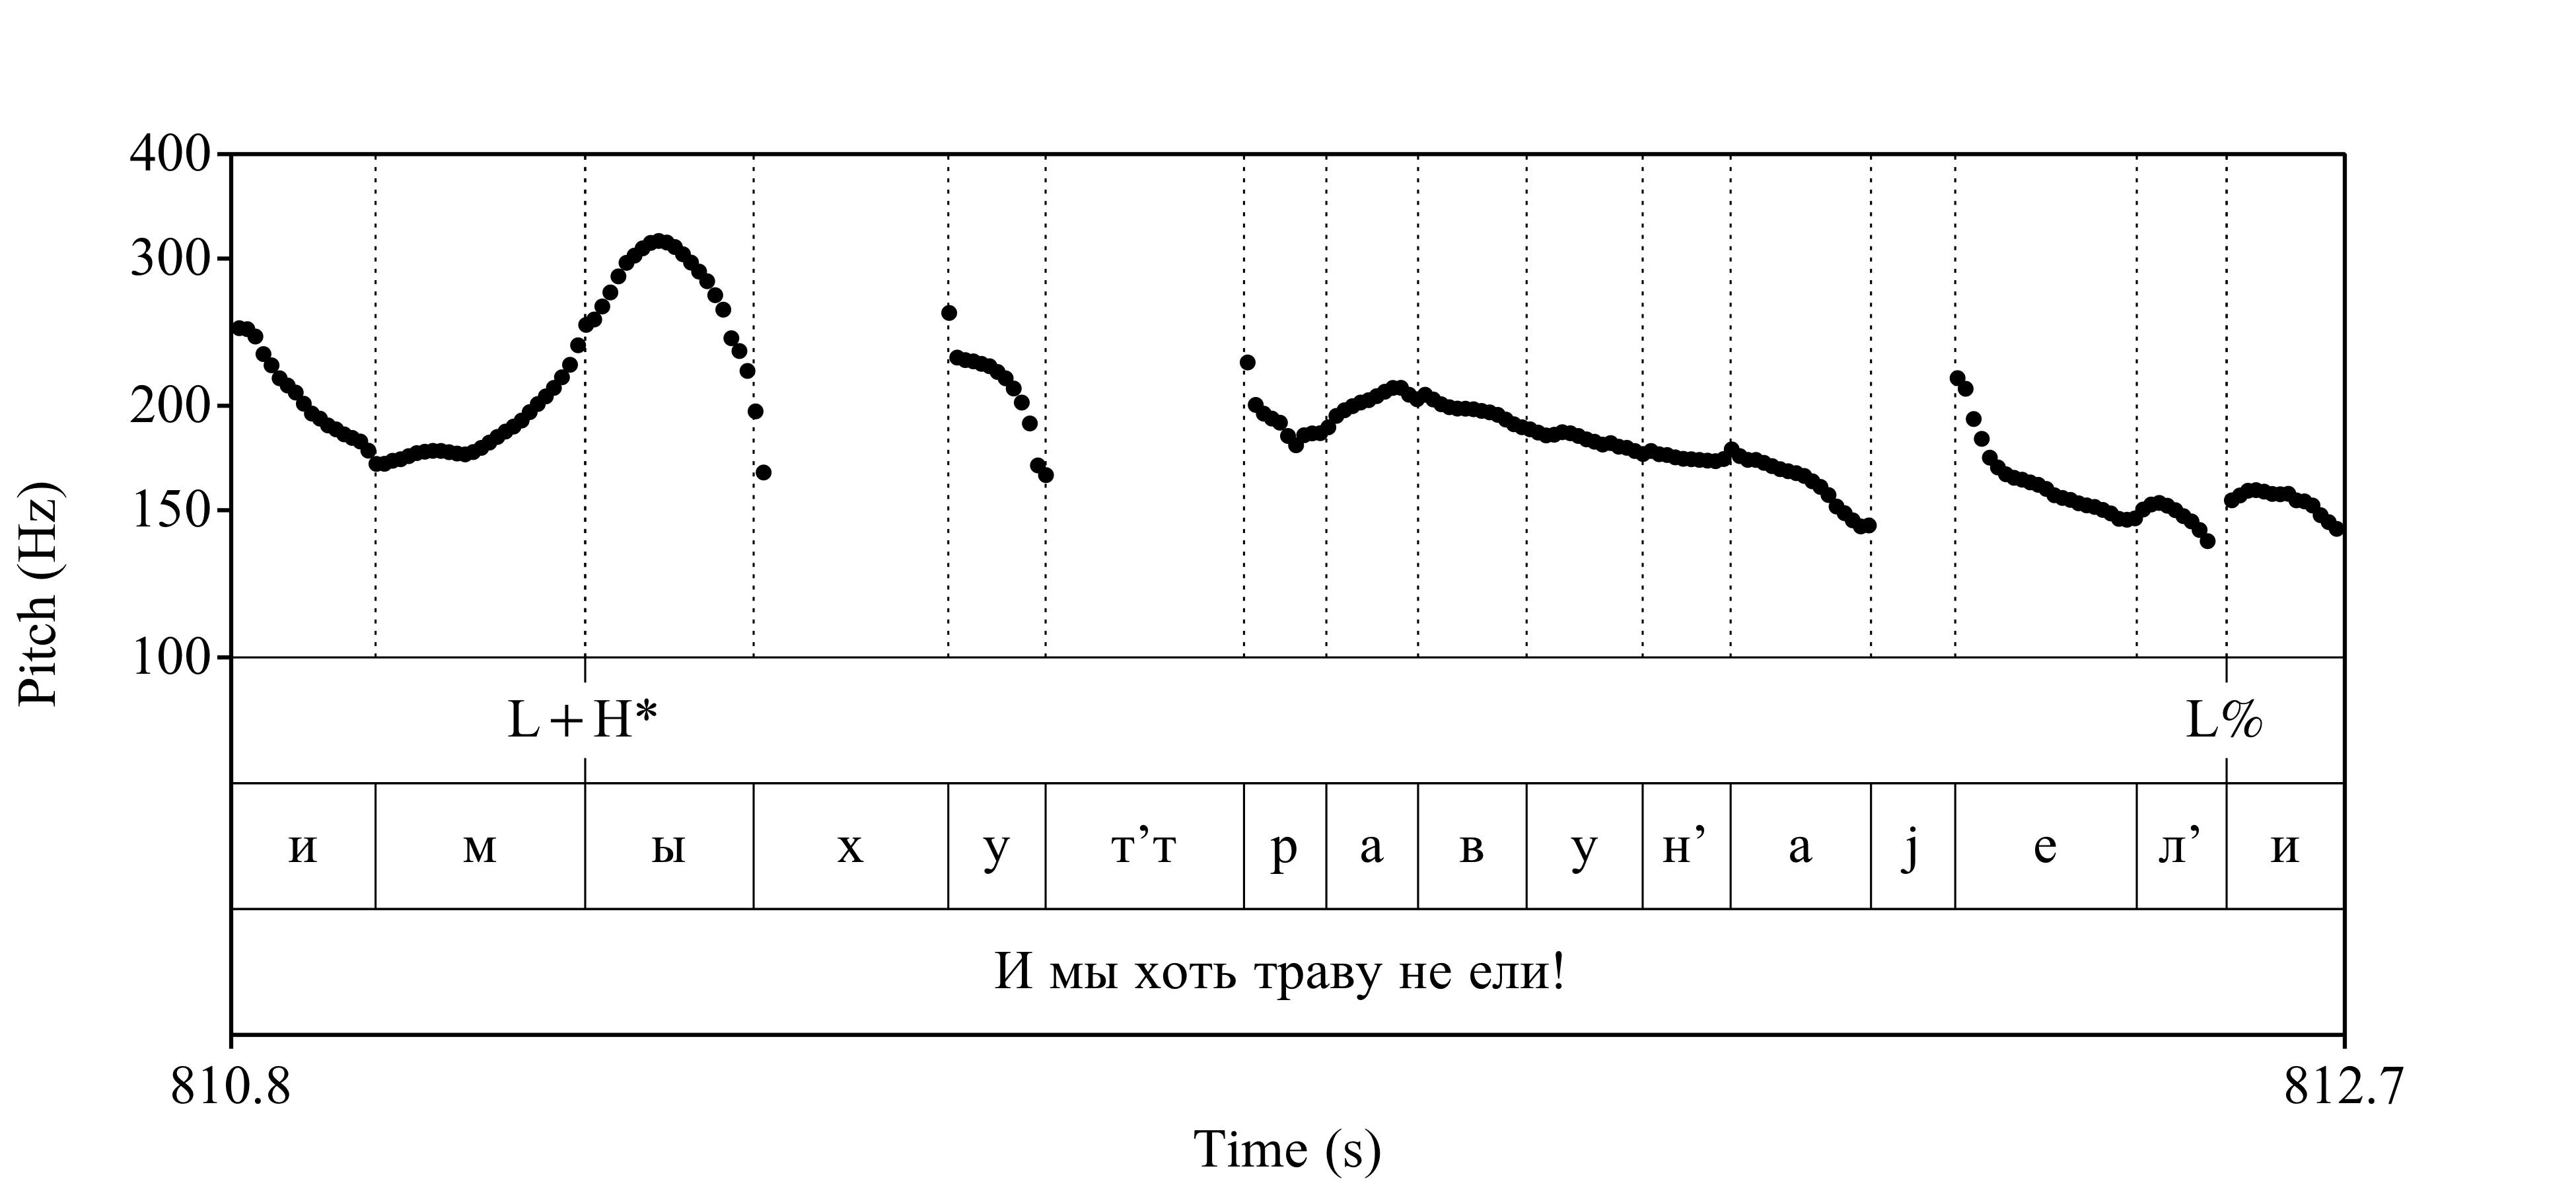 400
300
200
150
100
Pitch (Hz)
L+H* L%
и м ы х у т’т р а в у н’ а j е л’ и
И мы хоть траву не ели!
810.8 812.7
Time (s)